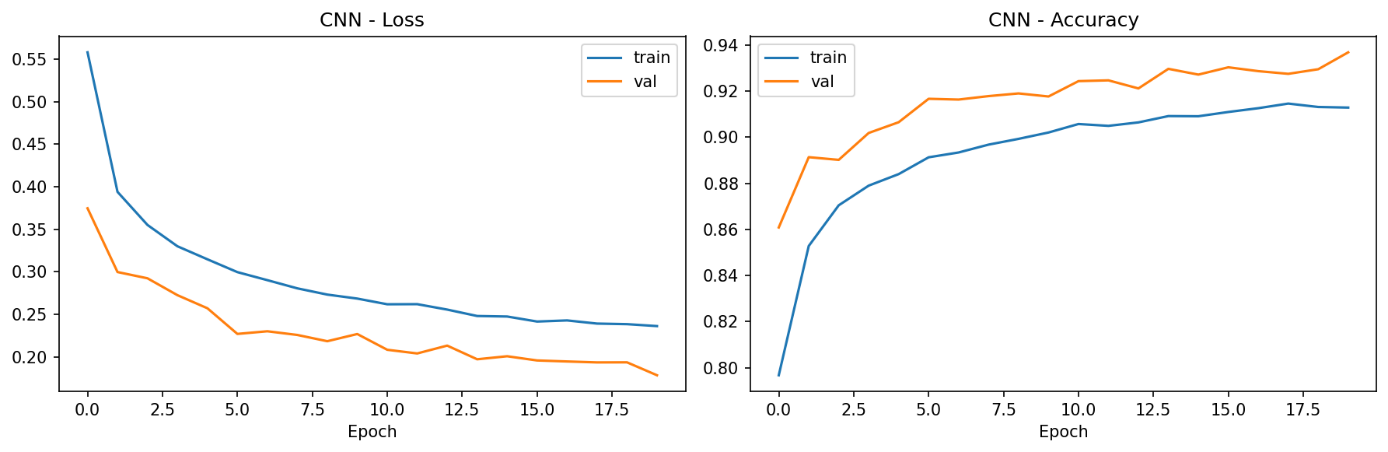 CNN - Loss
0.55
0.50
0.45
0.40
0.35
0.30
0.25
0.20
train
val
0.0 2.5 5.0 7.5 10.0 12.5 15.0 17.5
Epoch
CNN - Accuracy
0.94
0.92
0.90
0.88
0.86
0.84
0.82
0.80
train
val
0.0 2.5 5.0 7.5 10.0 12.5 15.0 17.5
Epoch